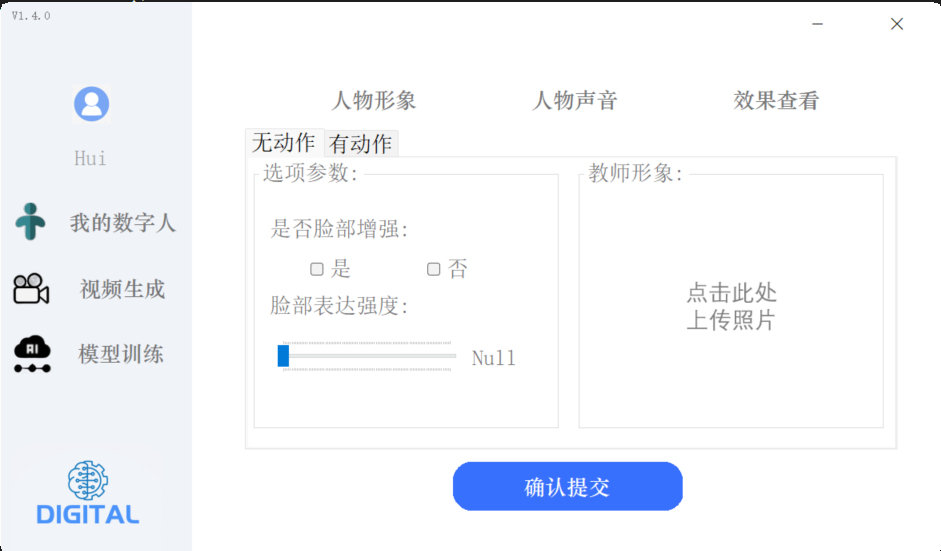 V1.4.0
Hui
我的数字人
视频生成
模型训练
DIGITAL
人物形象 人物声音 效果查看
无动作 有动作
选项参数:
是否脸部增强:
是 否
脸部表达强度:
Null
教师形象:
点击此处
上传照片
确认提交
AI